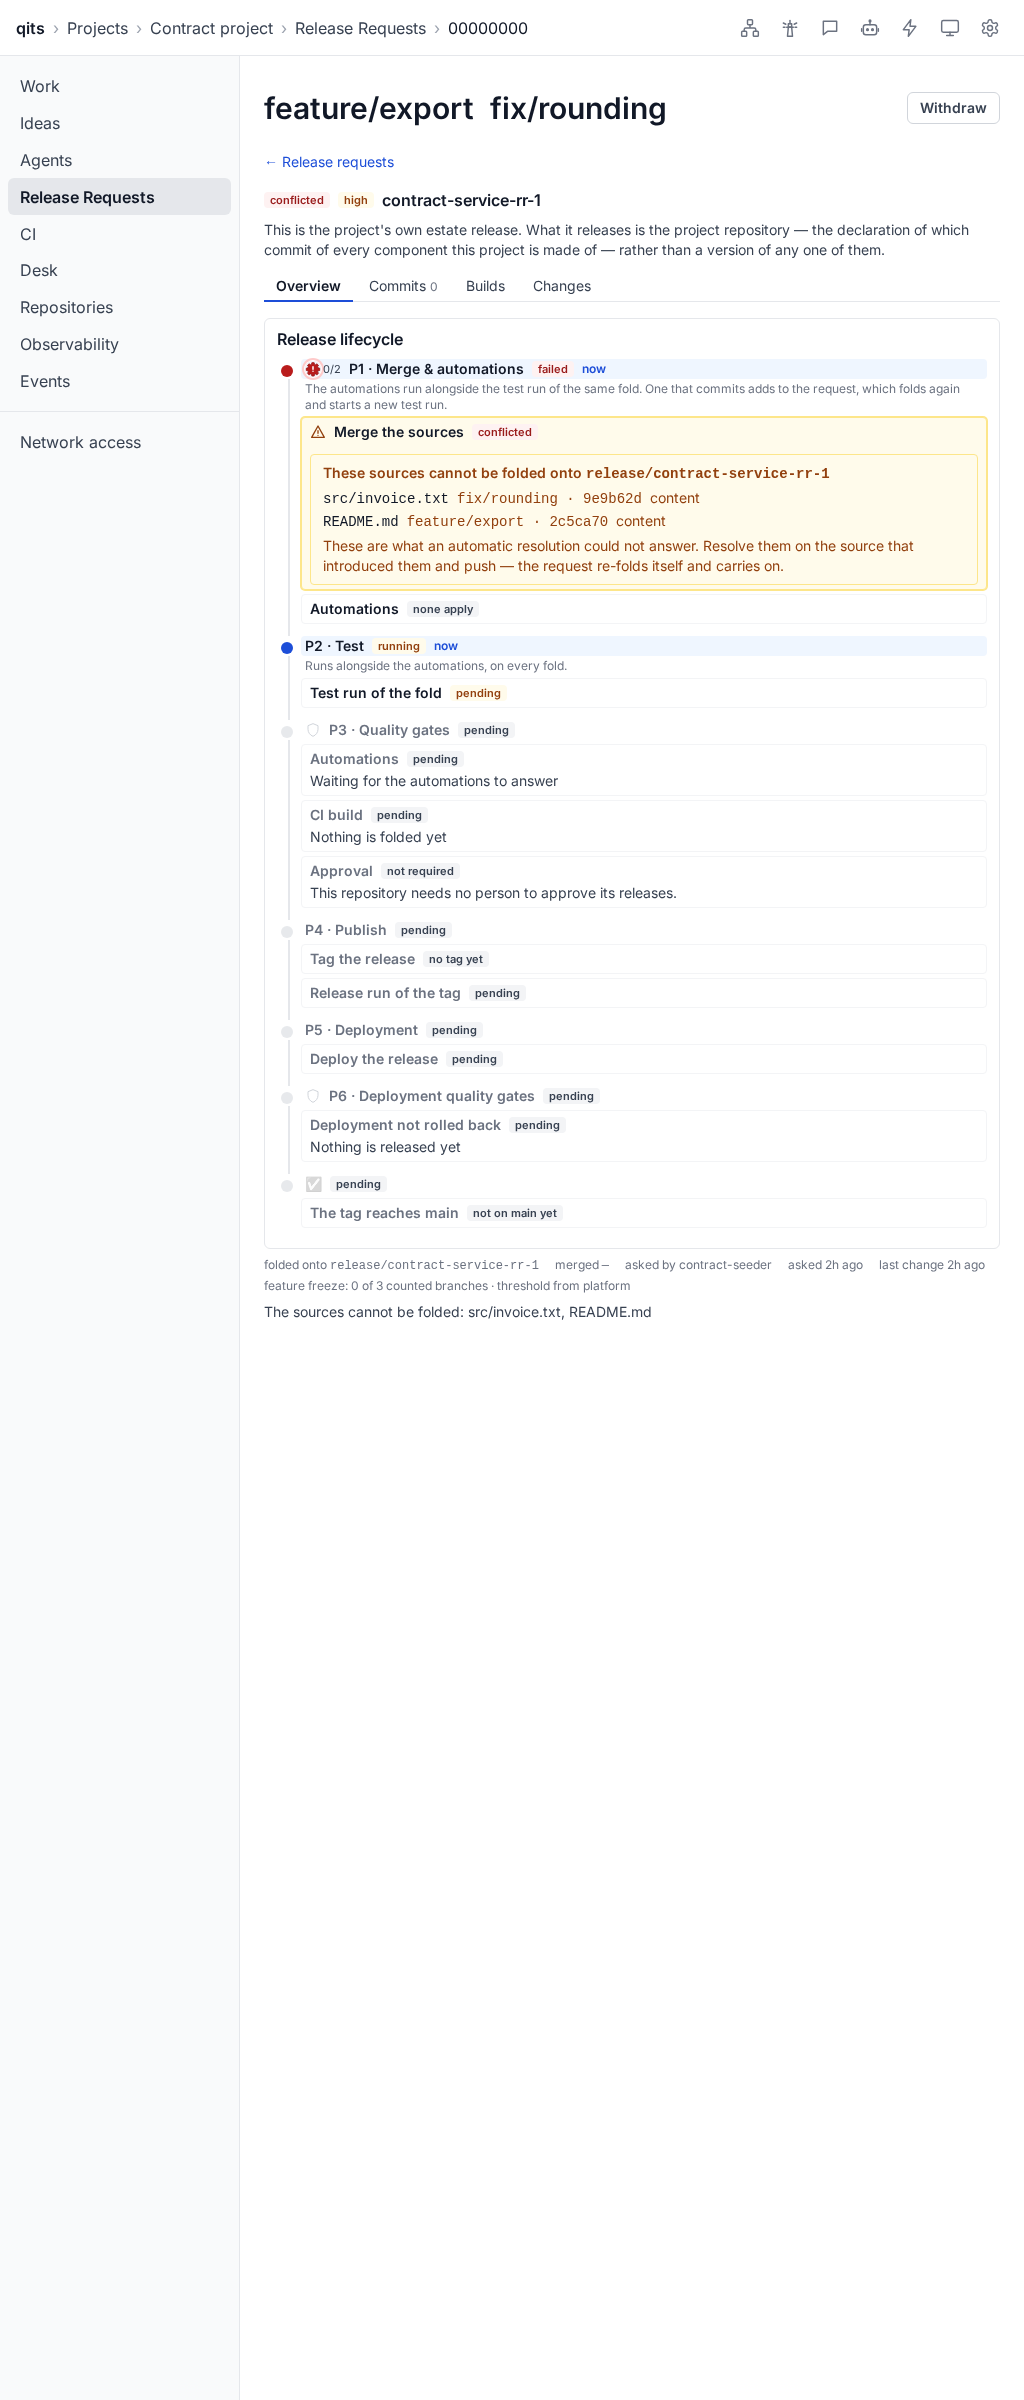 qits › Projects › Contract project › Release Requests › 00000000
Work
Ideas
Agents
Release Requests
CI
Desk
Repositories
Observability
Events
Network access
feature/export fix/rounding
Withdraw
← Release requests
conflicted high contract-service-rr-1
This is the project's own estate release. What it releases is the project repository — the declaration of which
commit of every component this project is made of — rather than a version of any one of them.
Overview Commits 0 Builds Changes
Release lifecycle
0/2 P1 · Merge & automations failed now
The automations run alongside the test run of the same fold. One that commits adds to the request, which folds again
and starts a new test run.
Merge the sources conflicted
These sources cannot be folded onto release/contract-service-rr-1
src/invoice.txt fix/rounding · 9e9b62d content
README.md feature/export · 2c5ca70 content
These are what an automatic resolution could not answer. Resolve them on the source that
introduced them and push — the request re-folds itself and carries on.
Automations none apply
P2 · Test running now
Runs alongside the automations, on every fold.
Test run of the fold pending
P3 · Quality gates pending
Automations pending
Waiting for the automations to answer
CI build pending
Nothing is folded yet
Approval not required
This repository needs no person to approve its releases.
P4 · Publish pending
Tag the release no tag yet
Release run of the tag pending
P5 · Deployment pending
Deploy the release pending
P6 · Deployment quality gates pending
Deployment not rolled back pending
Nothing is released yet
✅ pending
The tag reaches main not on main yet
folded onto release/contract-service-rr-1 merged — asked by contract-seeder asked 2h ago last change 2h ago
feature freeze: 0 of 3 counted branches · threshold from platform
The sources cannot be folded: src/invoice.txt, README.md